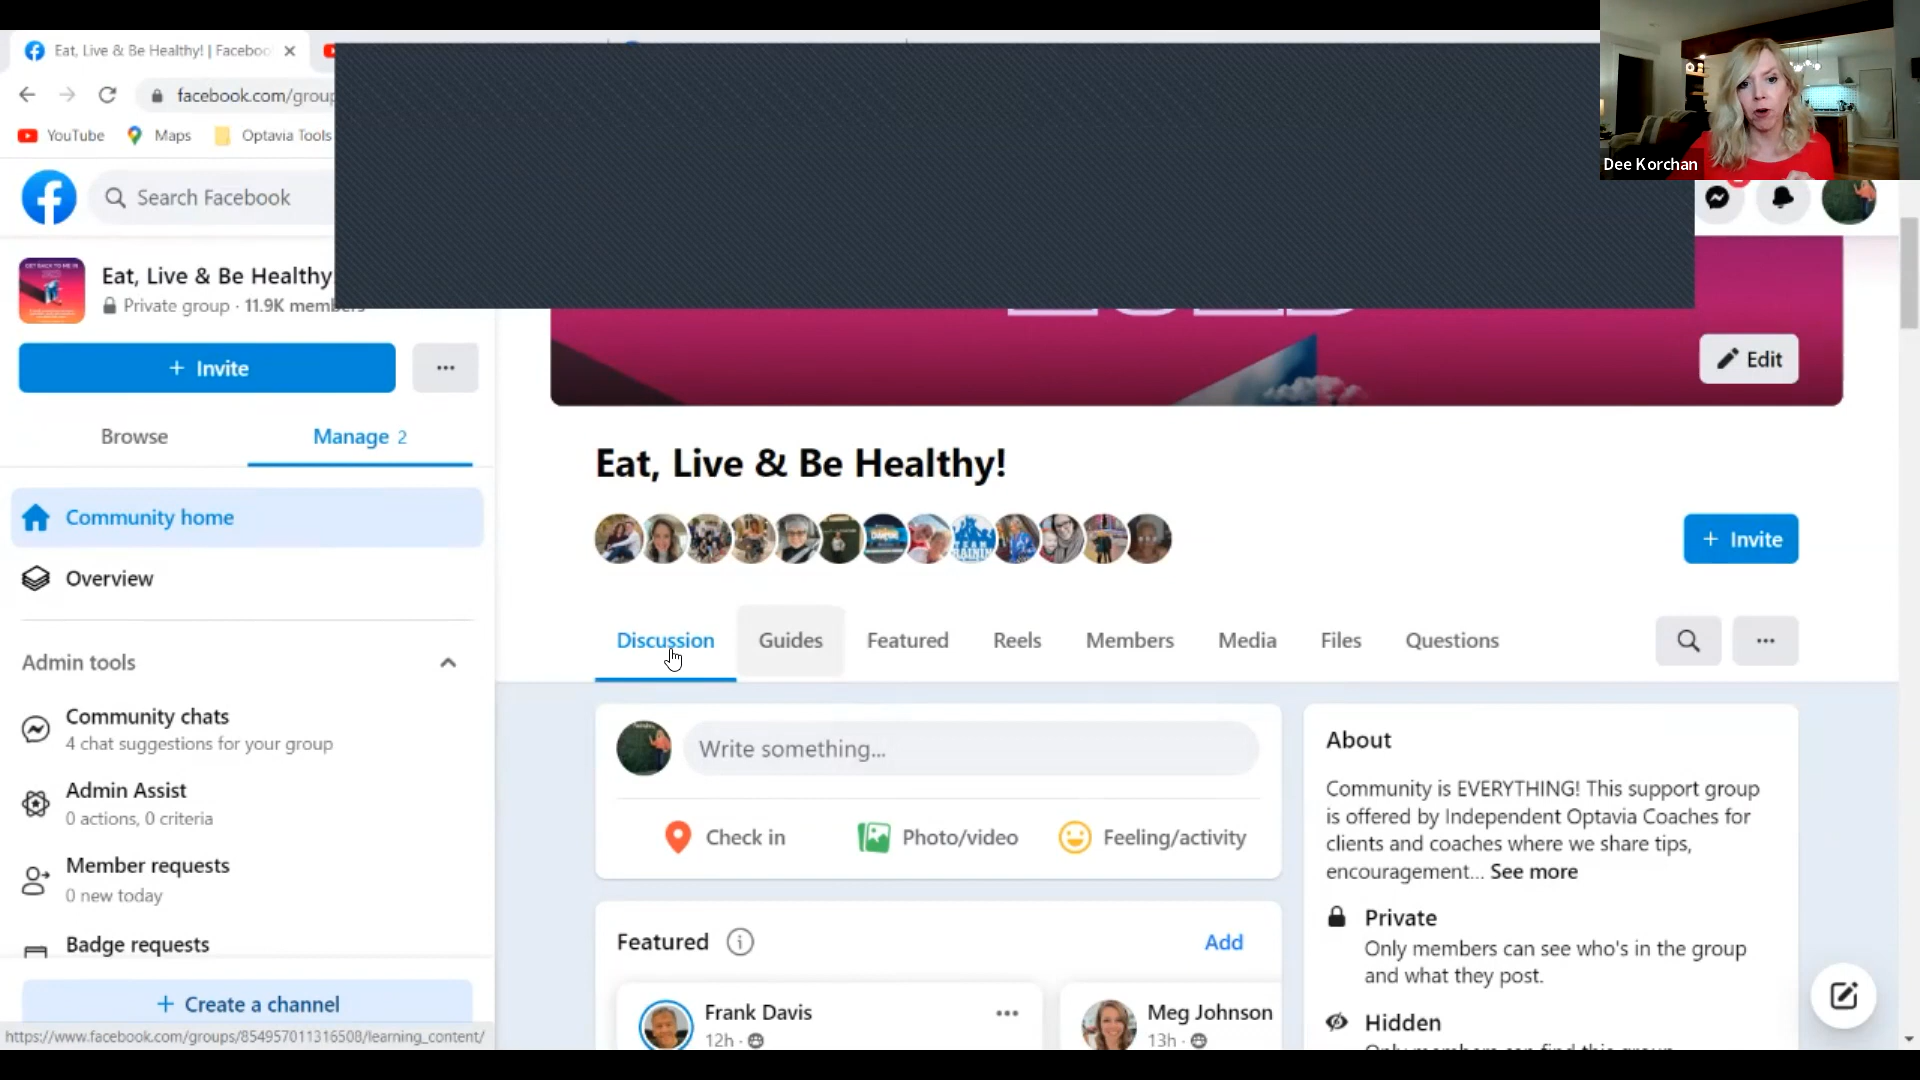 Eat, Live & Be Healthy! | Faceboo
facebook.com/group
YouTube
Maps
Optavia Tools
Dee Korchan
Search Facebook
Eat, Live & Be Healthy
Private group · 11.9K members
+ Invite
Edit
Browse
Manage 2
Eat, Live & Be Healthy!
Community home
+ Invite
Overview
Discussion
Guides
Featured
Reels
Members
Media
Files
Questions
Admin tools
Community chats
4 chat suggestions for your group
Admin Assist
0 actions, 0 criteria
Member requests
0 new today
Badge requests
+ Create a channel
https://www.facebook.com/groups/854957011316508/learning_content/
Write something...
Check in
Photo/video
Feeling/activity
Featured
Add
Frank Davis
12h ·
Meg Johnson
13h ·
About
Community is EVERYTHING! This support group
is offered by Independent Optavia Coaches for
clients and coaches where we share tips,
encouragement... See more
Private
Only members can see who's in the group
and what they post.
Hidden
Only members can find this group.